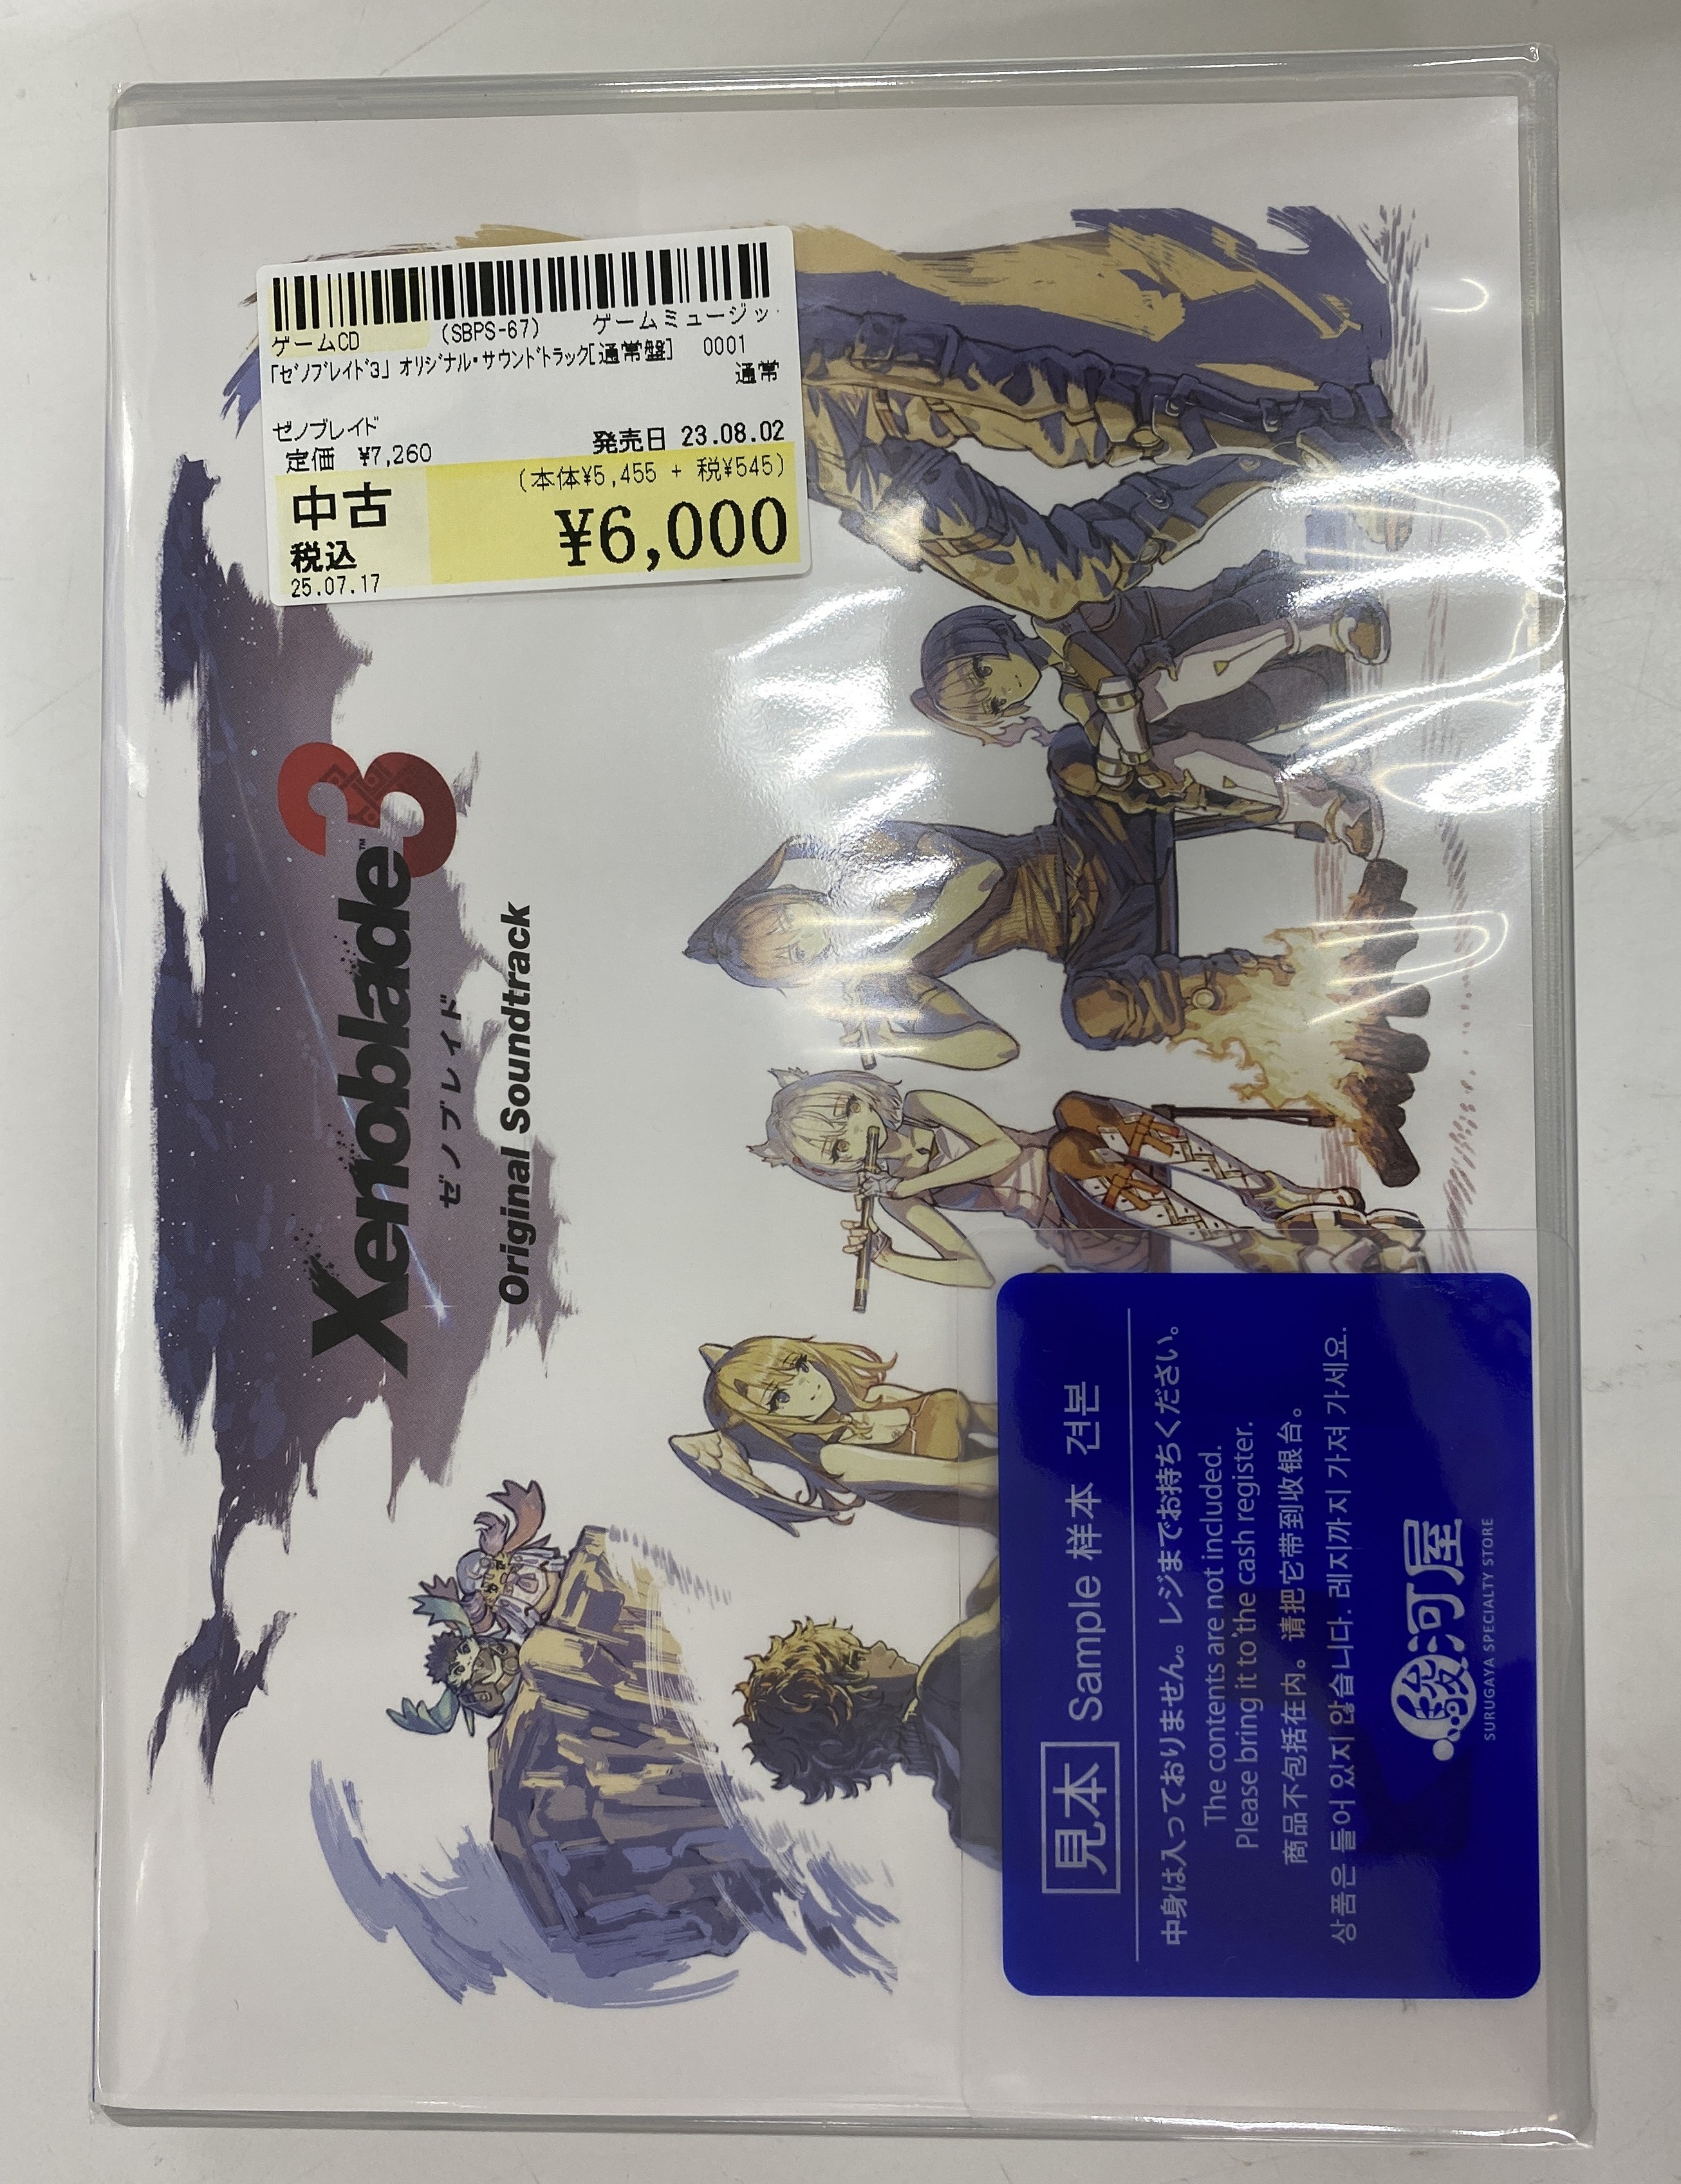 ゲームCD (SBPS-67) ゲームミュージッ
「ゼノブレイド3」 オリジナル・サウンドトラック[通常盤] 0001
通常
ゼノブレイド 発売日 23.08.02
定価 ¥7,260
(本体¥5,455 + 税¥545)
中古
税込 ¥6,000
25.07.17
Xenoblade™3
ゼノブレイド
Original Soundtrack
見本 Sample 样本 견본
中身は入っておりません。レジまでお持ちください。
The contents are not included.
Please bring it to the cash register.
商品不包括在内。请把它带到收银台。
상품은 들어 있지 않습니다. 레지까지 가져 가세요.
駿河屋
SURUGAYA SPECIALTY STORE